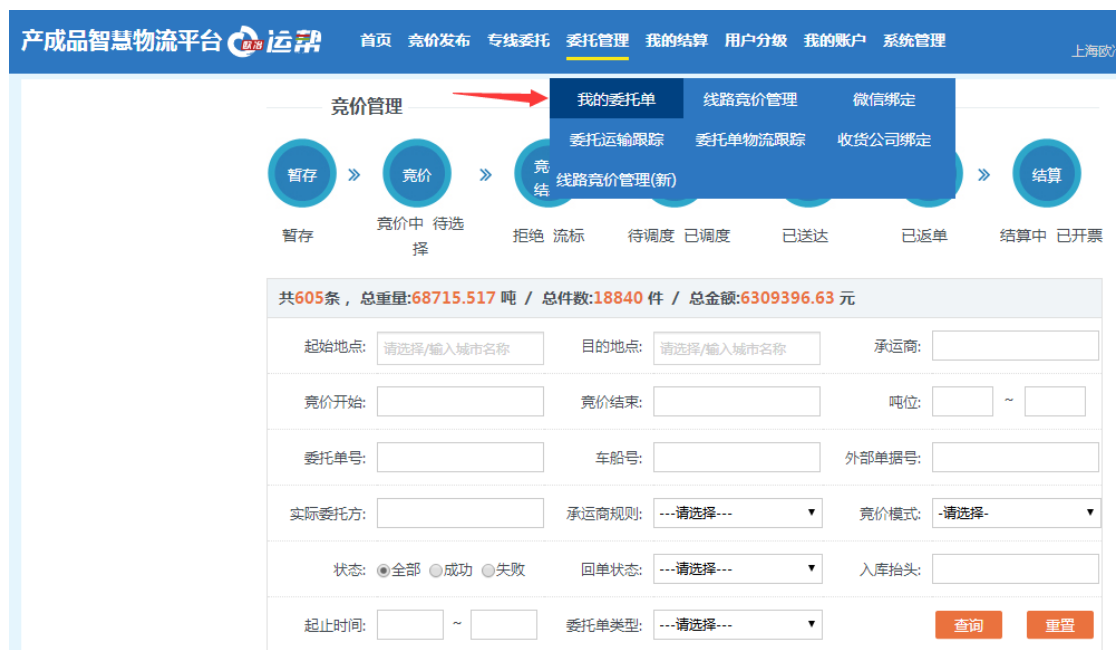 产成品智慧物流平台 欧冶 运帮 首页 竞价发布 专线委托 委托管理 我的结算 用户分级 我的账户 系统管理
上海欧
竞价管理
我的委托单 线路竞价管理 微信绑定
委托运输跟踪 委托单物流跟踪 收货公司绑定
线路竞价管理(新)
暂存 » 竞价 » 竞 结 » 结算
暂存 竞价中 待选择 拒绝 流标 待调度 已调度 已送达 已返单 结算中 已开票
共605条 ，总重量:68715.517 吨 / 总件数:18840 件 / 总金额:6309396.63 元
起始地点: 请选择/输入城市名称 目的地点: 请选择/输入城市名称 承运商:
竞价开始: 竞价结束: 吨位: ~
委托单号: 车船号: 外部单据号:
实际委托方: 承运商规则: ---请选择--- 竞价模式: -请选择-
状态: 全部 成功 失败 回单状态: ---请选择--- 入库抬头:
起止时间: ~ 委托单类型: ---请选择--- 查询 重置